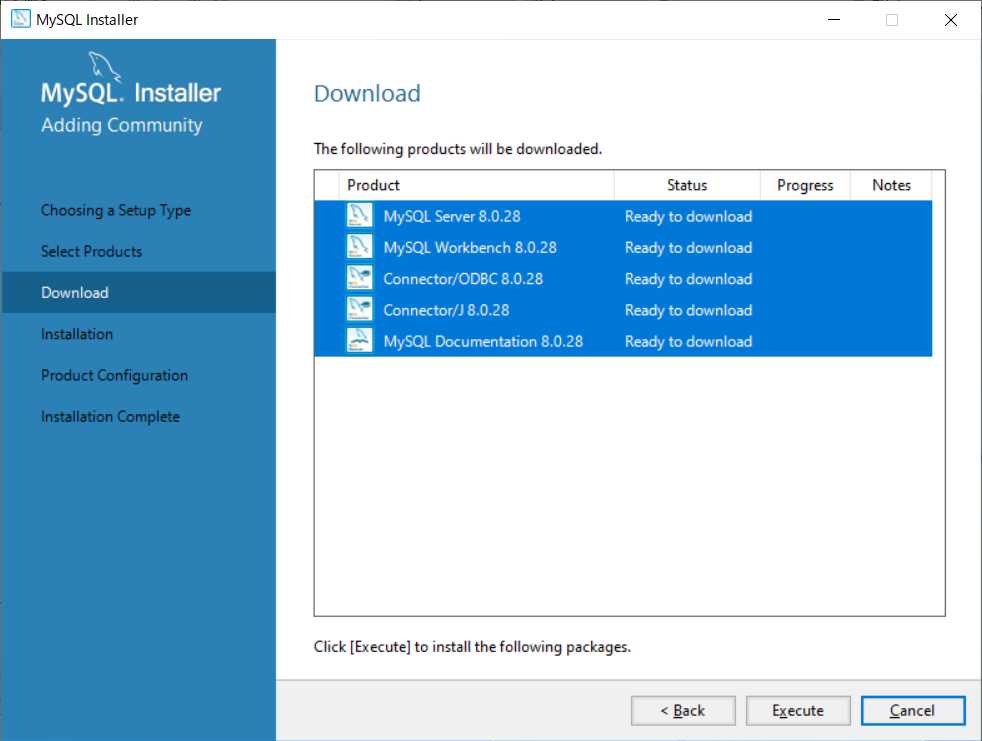 MySQL Installer
MySQL. Installer
Adding Community
Choosing a Setup Type
Select Products
Download
Installation
Product Configuration
Installation Complete
Download
The following products will be downloaded.
Product Status Progress Notes
MySQL Server 8.0.28 Ready to download
MySQL Workbench 8.0.28 Ready to download
Connector/ODBC 8.0.28 Ready to download
Connector/J 8.0.28 Ready to download
MySQL Documentation 8.0.28 Ready to download
Click [Execute] to install the following packages.
< Back Execute Cancel